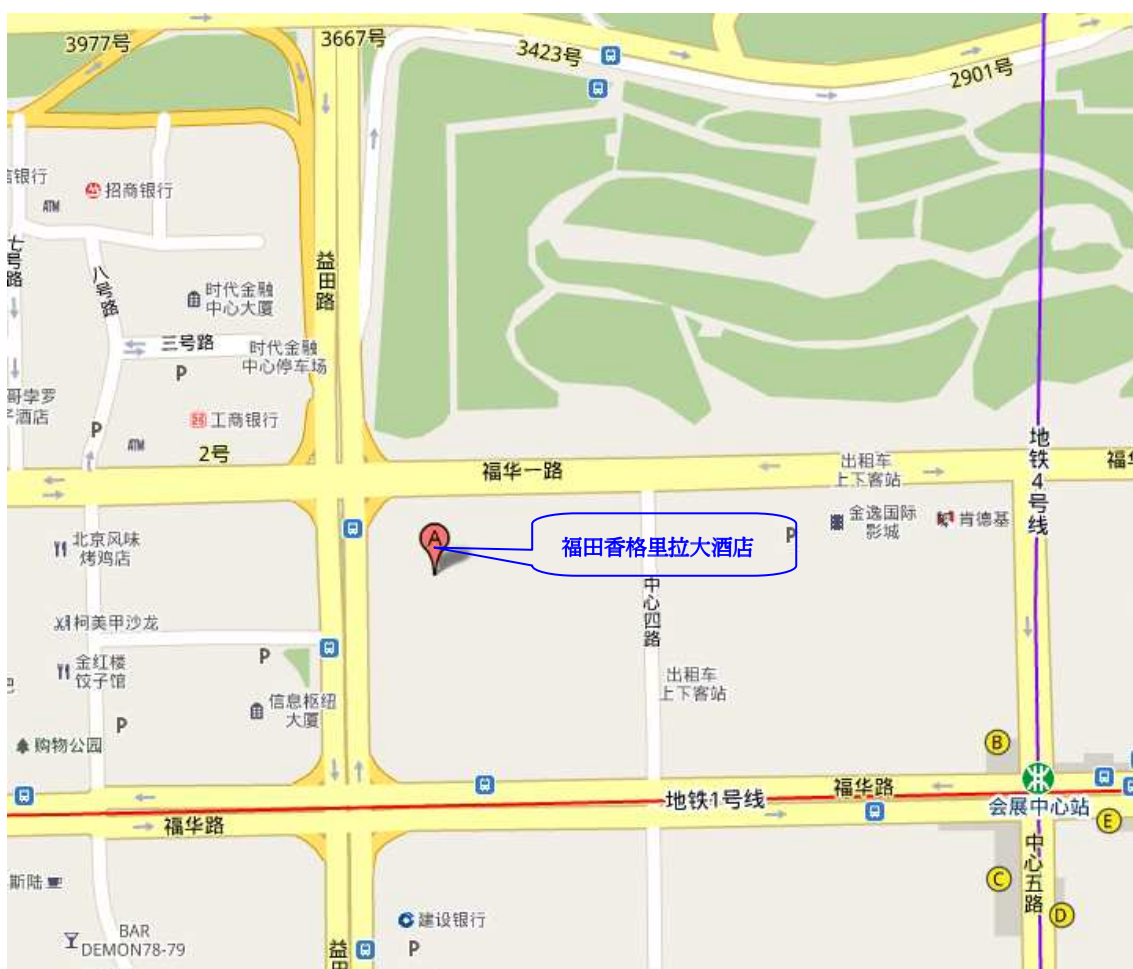 3977号
3667号
3423号
2901号
银行
招商银行
ATM
七号路
八号路
益田路
时代金融
中心大厦
三号路
时代金融
中心停车场
P
哥孛罗
子酒店
工商银行
P
ATM
2号
地铁4号线
福华一路
出租车
上下客站
福华
北京风味
烤鸡店
A
福田香格里拉大酒店
P
金逸国际
影城
肯德基
中心四路
柯美甲沙龙
P
金红楼
饺子馆
出租车
上下客站
信息枢纽
大厦
P
购物公园
B
福华路
地铁1号线
会展中心站
福华路
E
中心五路
C
D
斯陆
建设银行
P
BAR
DEMON78-79
益田